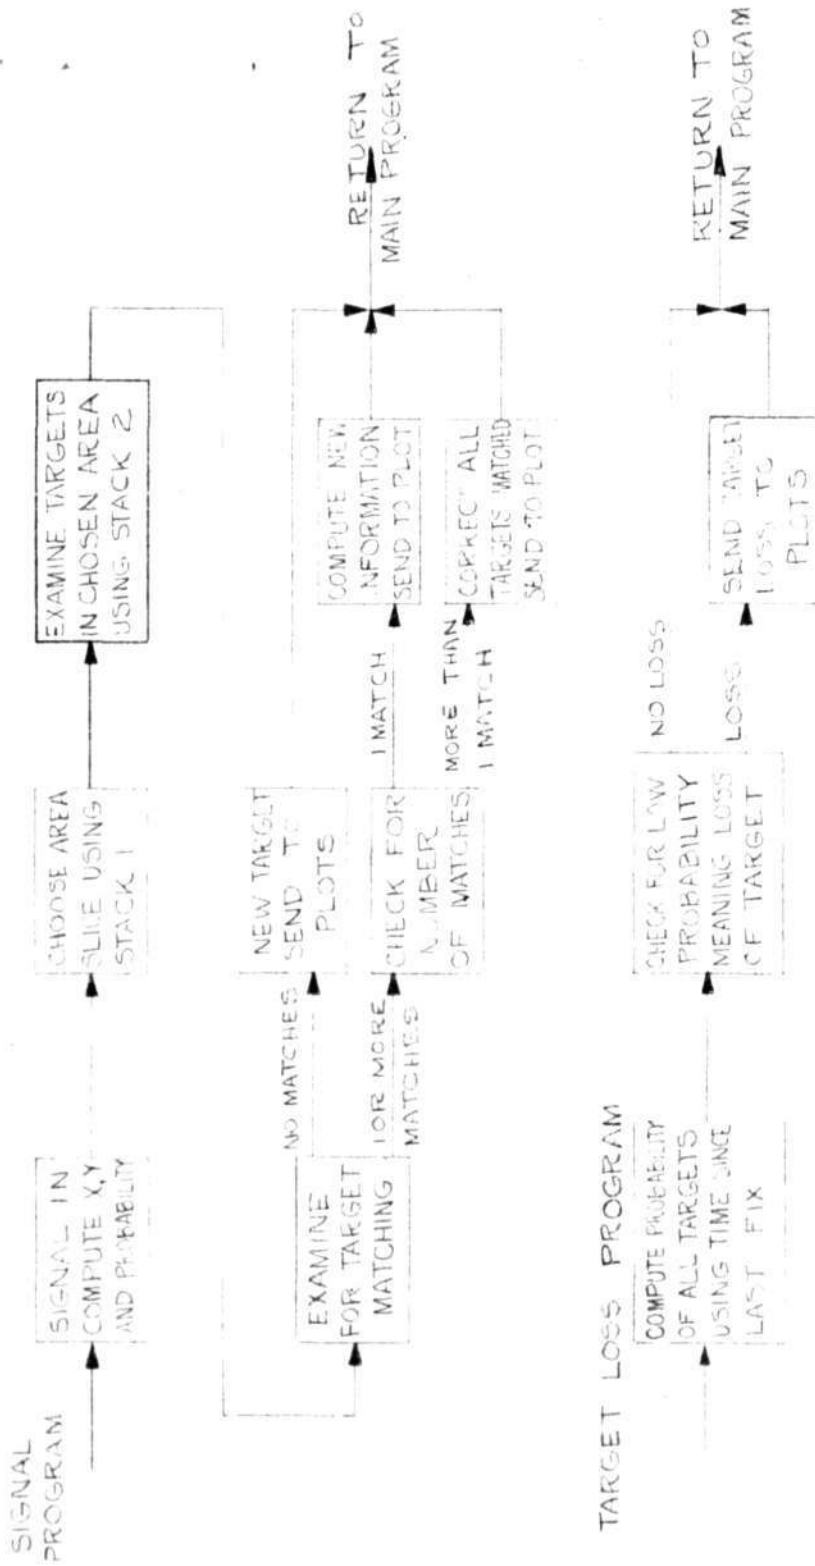 SIGNAL
PROGRAM
SIGNAL IN
COMPUTE X,Y
AND PROBABILITY
CHOOSE AREA
SLICE USING
STACK 1
EXAMINE TARGETS
IN CHOSEN AREA
USING STACK 2
EXAMINE
FOR TARGET
MATCHING
NO MATCHES
NEW TARGET
SEND TO
PLOTS
1 OR MORE
MATCHES
CHECK FOR
NUMBER
OF MATCHES
1 MATCH
COMPUTE NEW
INFORMATION
SEND TO PLOT
MORE THAN
1 MATCH
CORRECT ALL
TARGETS MATCHED
SEND TO PLOT
RETURN TO
MAIN PROGRAM
TARGET LOSS PROGRAM
COMPUTE PROBABILITY
OF ALL TARGETS
USING TIME SINCE
LAST FIX
CHECK FOR LOW
PROBABILITY
MEANING LOSS
OF TARGET
NO LOSS
LOSS
SEND TARGET
LOSS TO
PLOTS
RETURN TO
MAIN PROGRAM